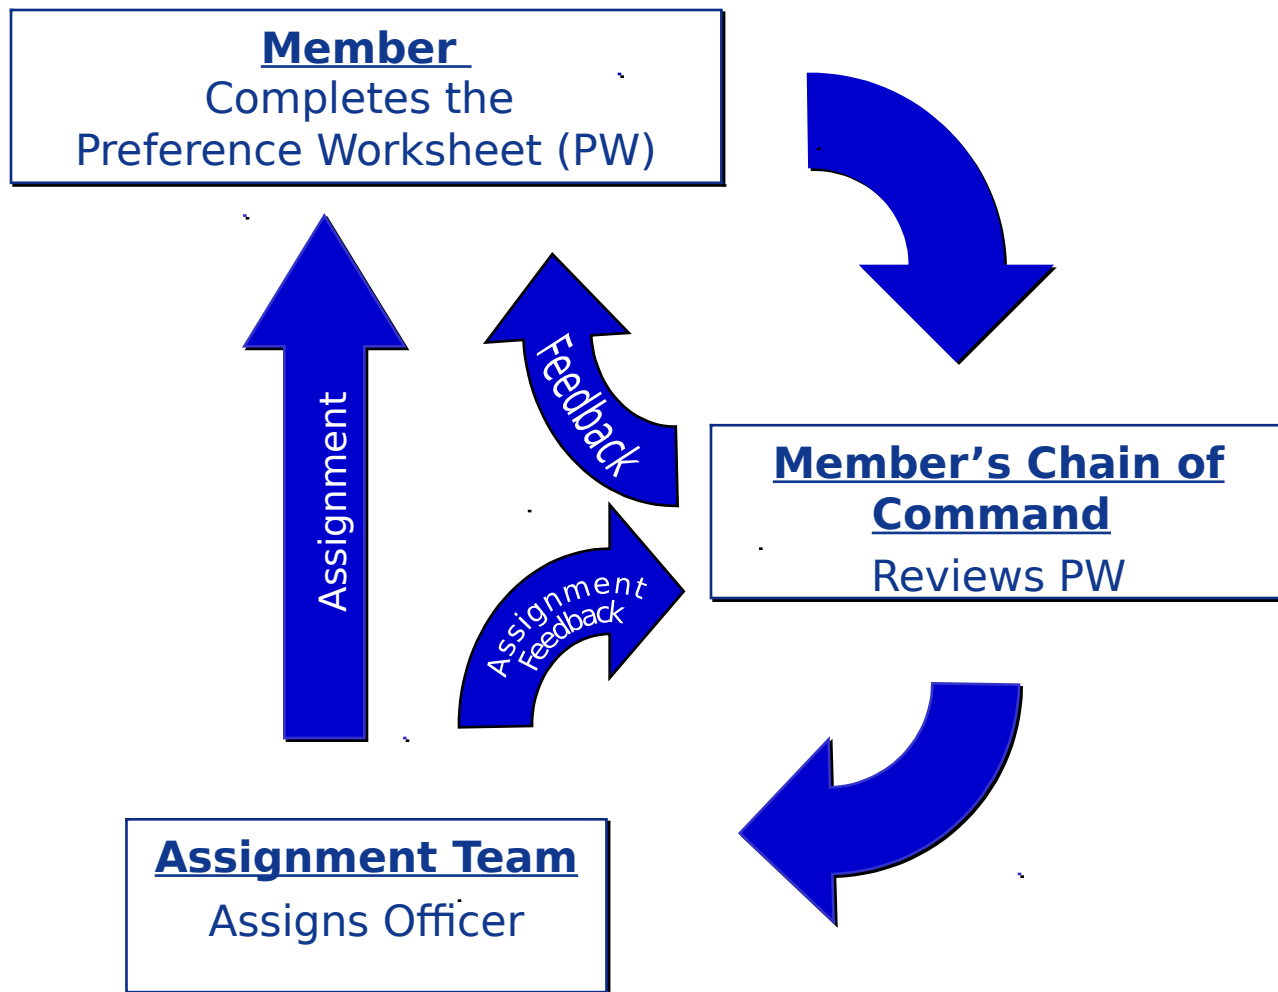 Member
Completes the
Preference Worksheet (PW)
Feedback
Assignment
Member’s Chain of
Command
Reviews PW
Assignment
Feedback
Assignment Team
Assigns Officer